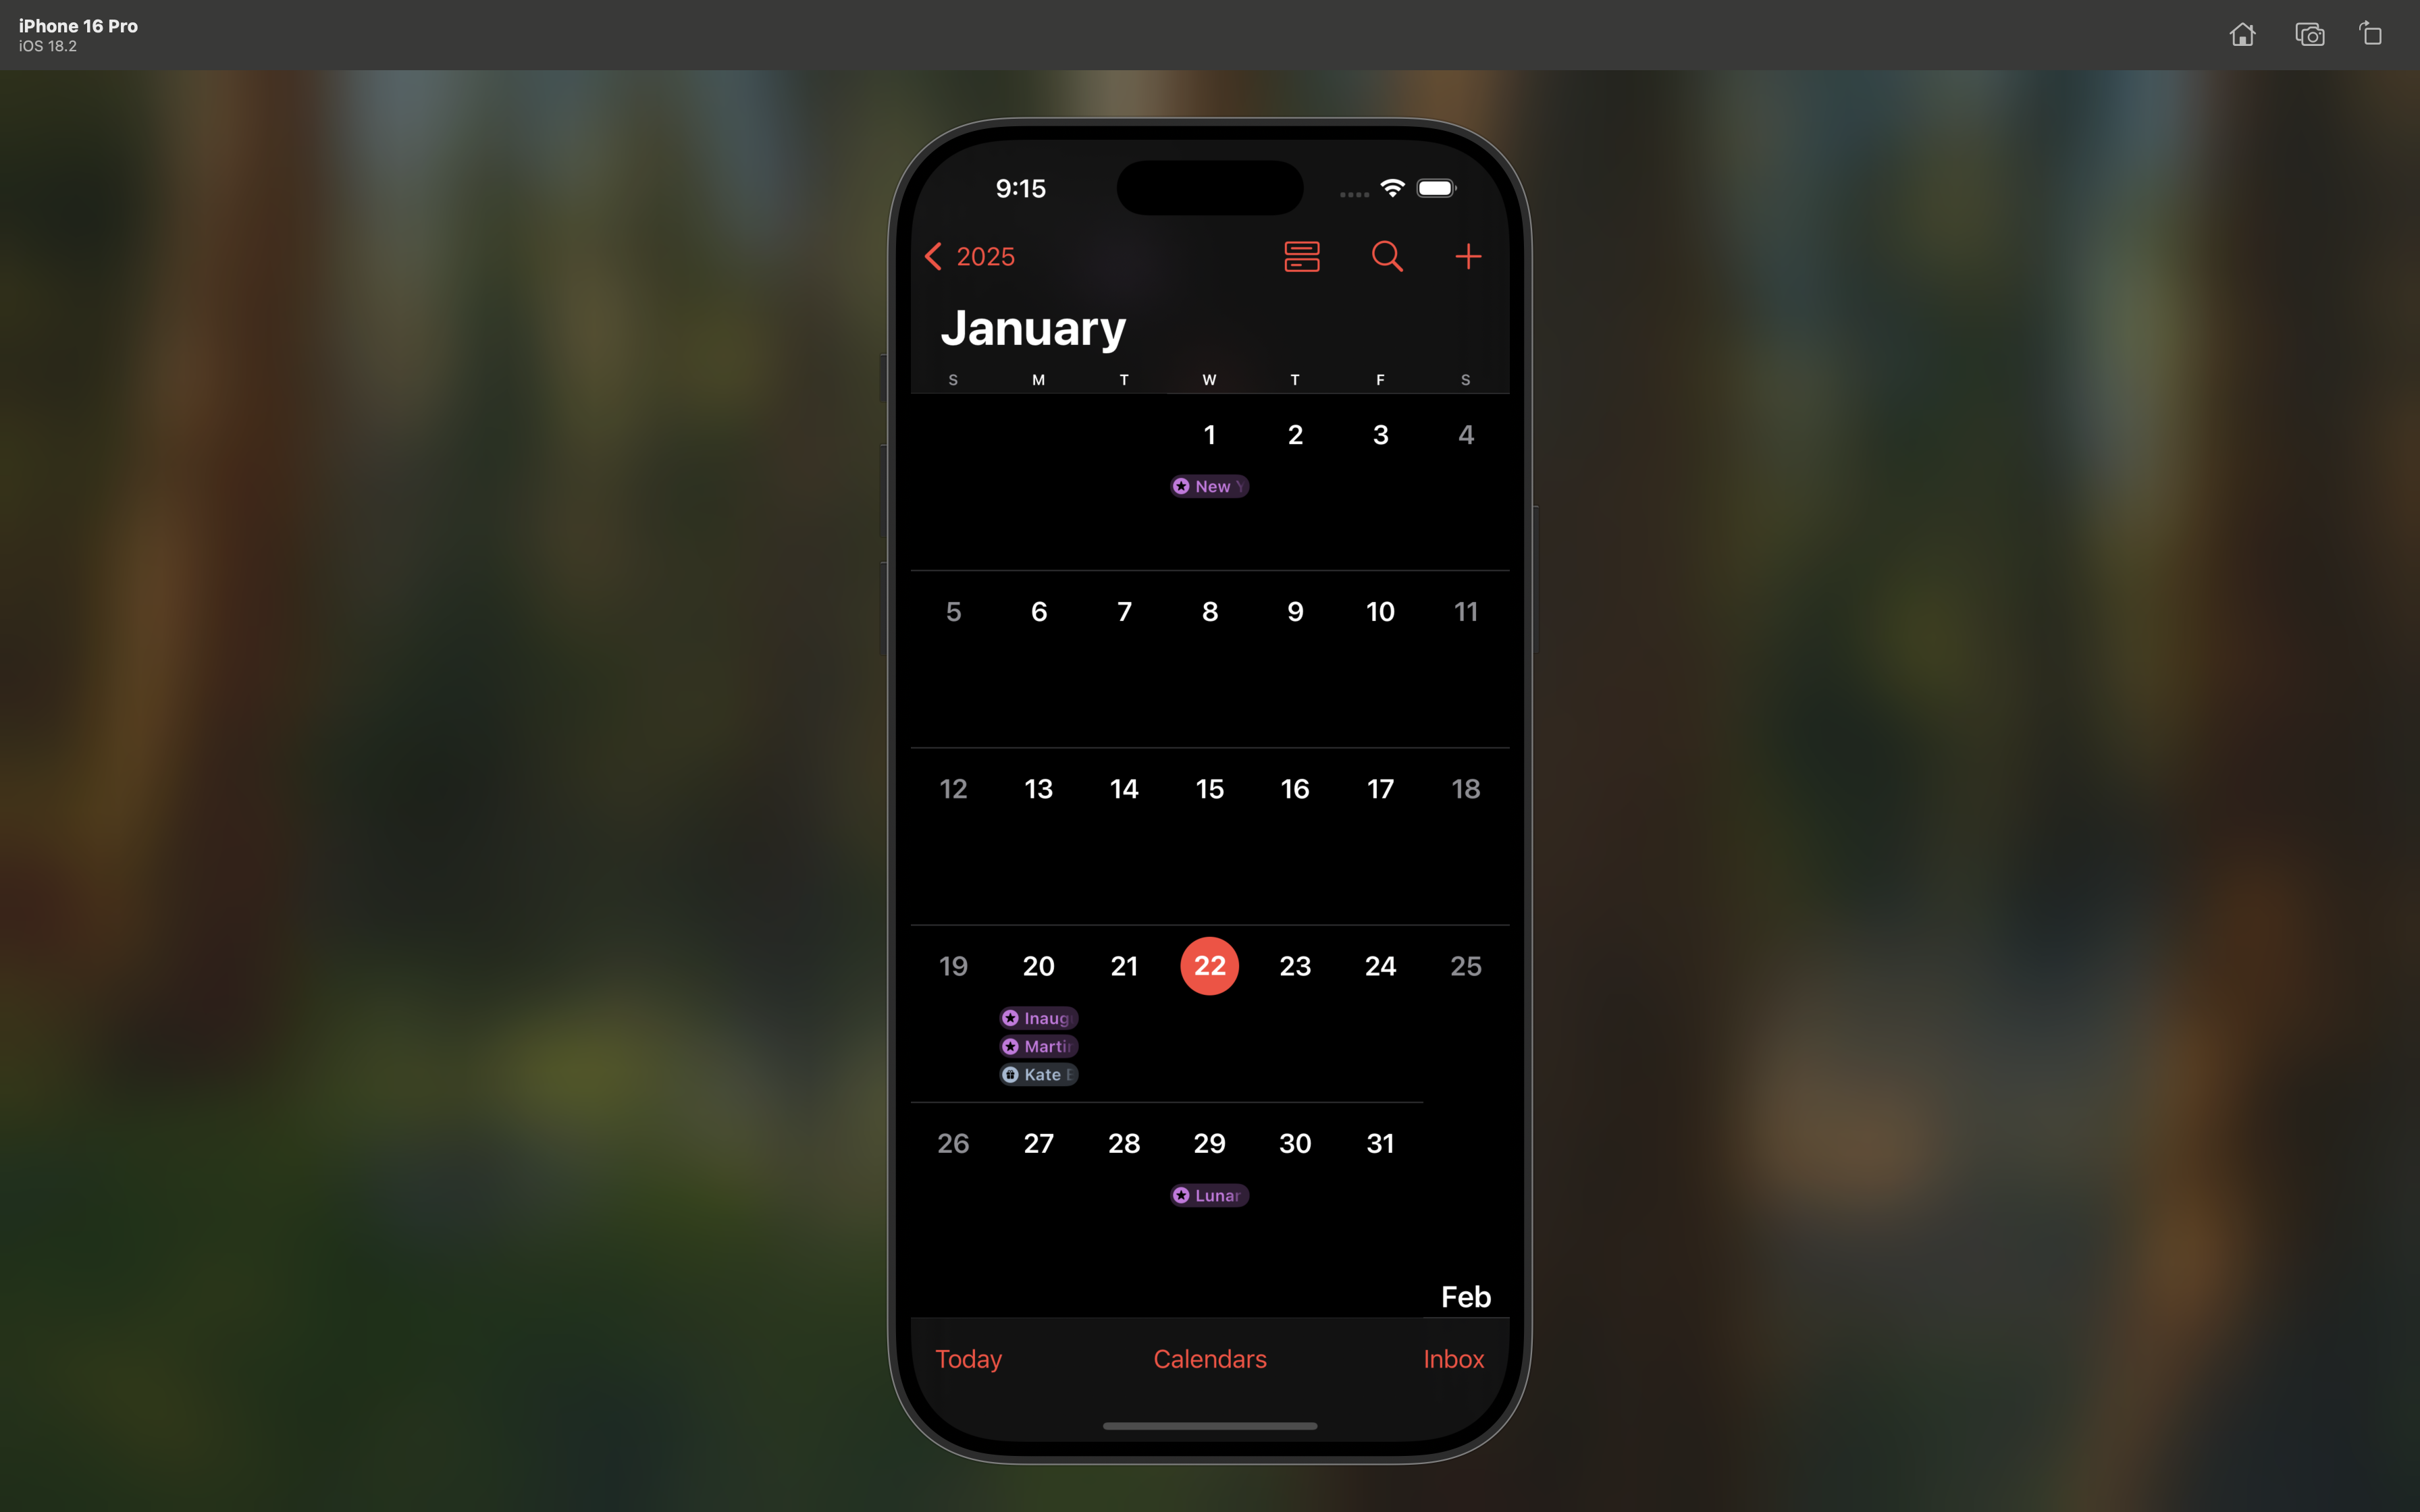 iPhone 16 Pro
iOS 18.2
9:15
2025
January
S M T W T F S
1 2 3 4
New
5 6 7 8 9 10 11
12 13 14 15 16 17 18
19 20 21 22 23 24 25
Inaug
Martin
Kate
26 27 28 29 30 31
Lunar
Feb
Today Calendars Inbox